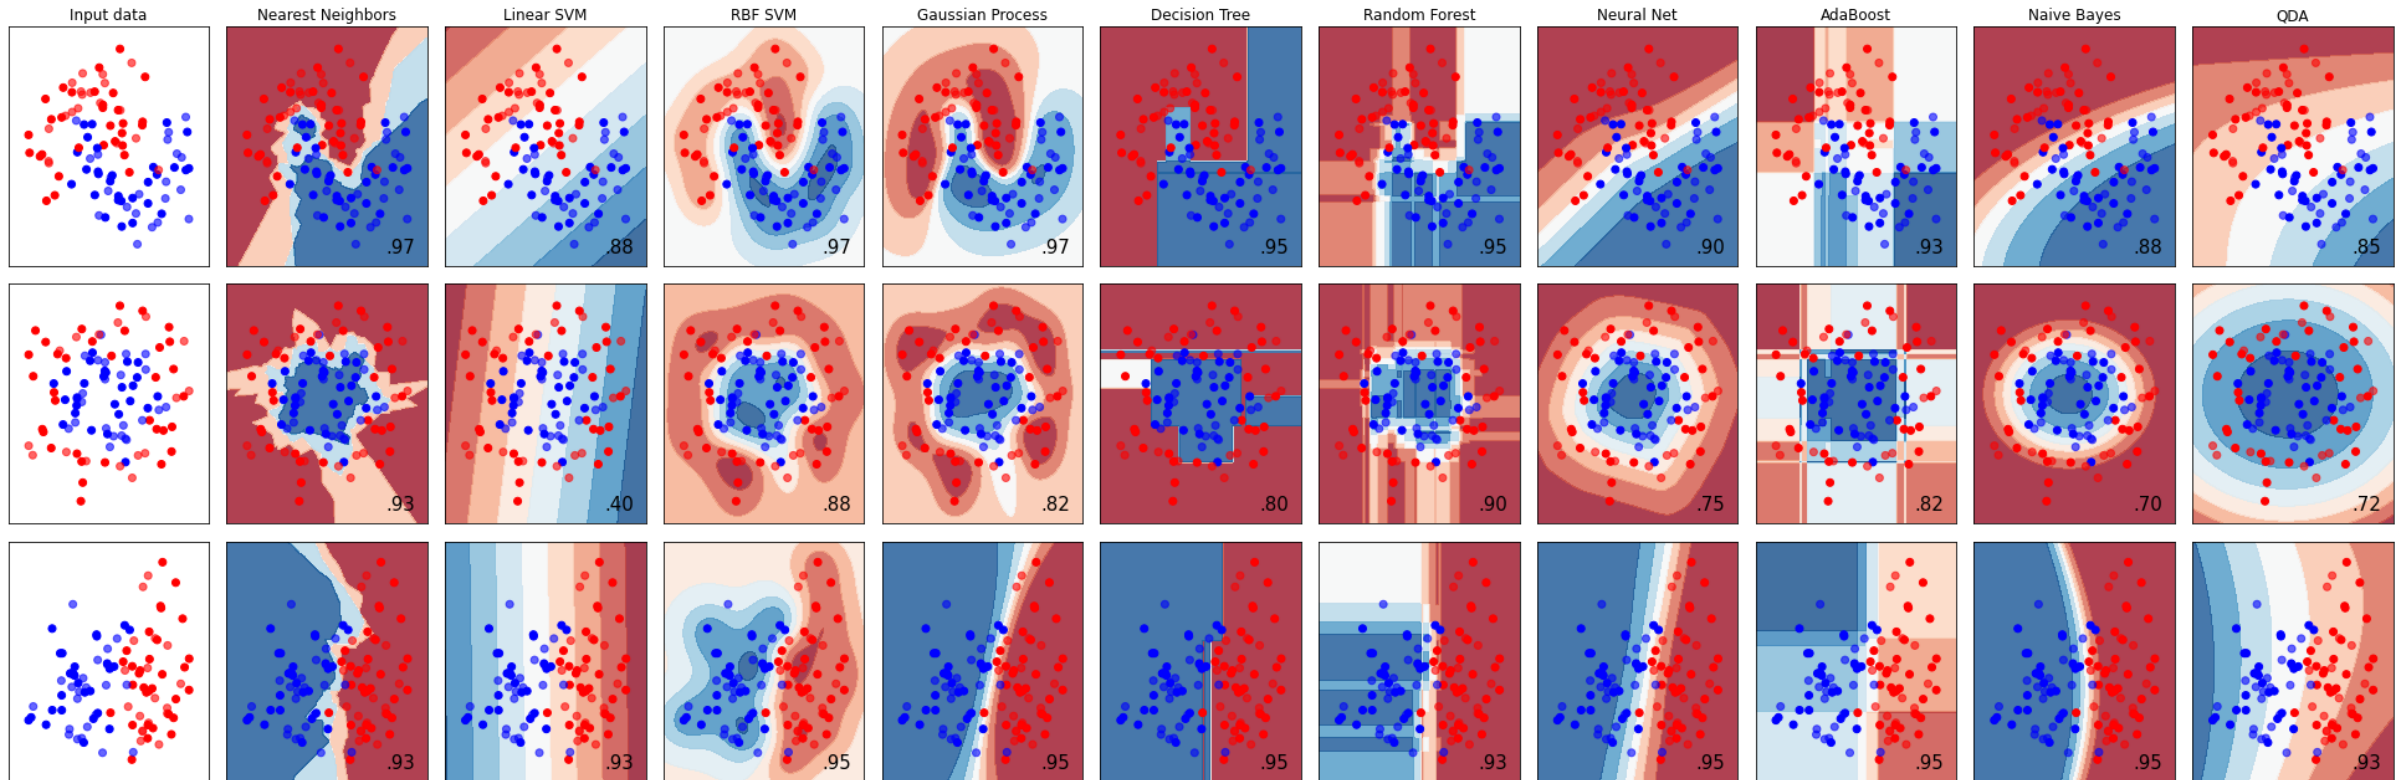 Input data
Nearest Neighbors
Linear SVM
RBF SVM
Gaussian Process
Decision Tree
Random Forest
Neural Net
AdaBoost
Naive Bayes
QDA
.97
.88
.97
.97
.95
.95
.90
.93
.88
.85
.93
.40
.88
.82
.80
.90
.75
.82
.70
.72
.93
.93
.95
.95
.95
.93
.95
.95
.95
.93